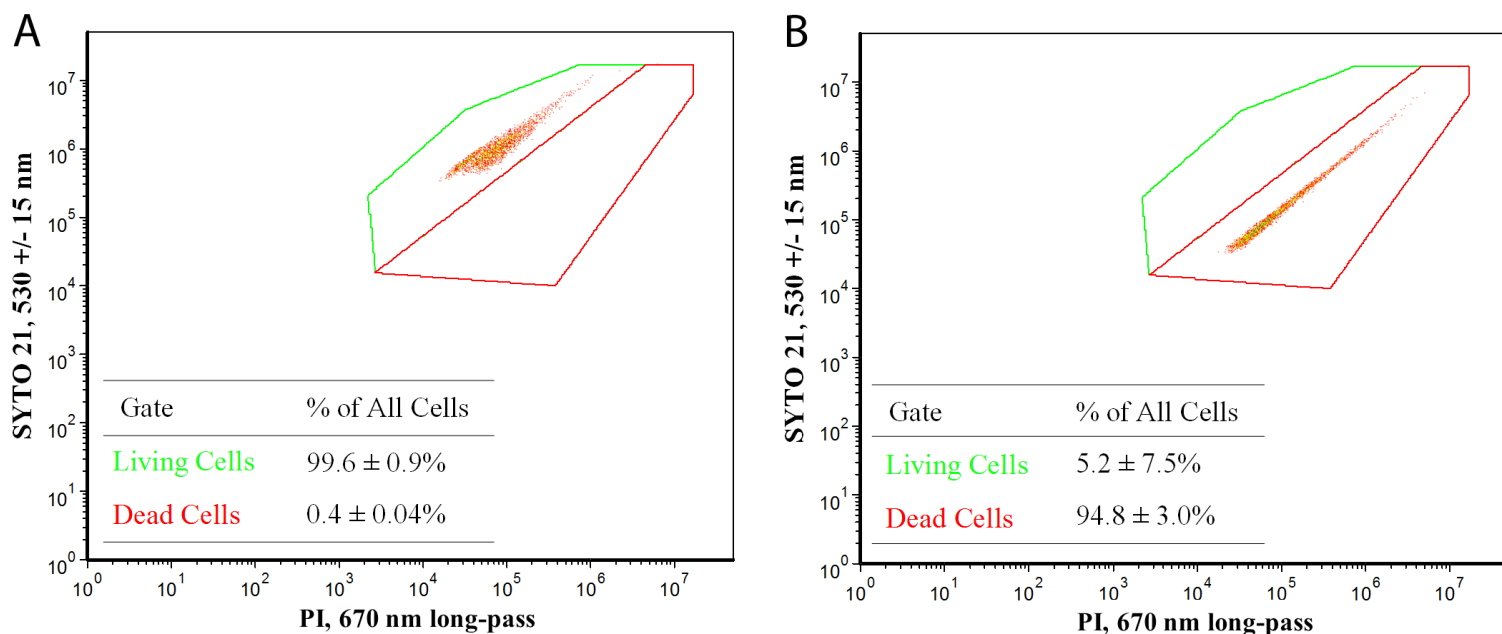 A
SYTO 21, 530 +/- 15 nm
10^7
10^6
10^5
10^4
10^3
10^2
10^1
10^0
Gate % of All Cells
Living Cells 99.6 ± 0.9%
Dead Cells 0.4 ± 0.04%
10^0 10^1 10^2 10^3 10^4 10^5 10^6 10^7
PI, 670 nm long-pass
B
SYTO 21, 530 +/- 15 nm
10^7
10^6
10^5
10^4
10^3
10^2
10^1
10^0
Gate % of All Cells
Living Cells 5.2 ± 7.5%
Dead Cells 94.8 ± 3.0%
10^0 10^1 10^2 10^3 10^4 10^5 10^6 10^7
PI, 670 nm long-pass